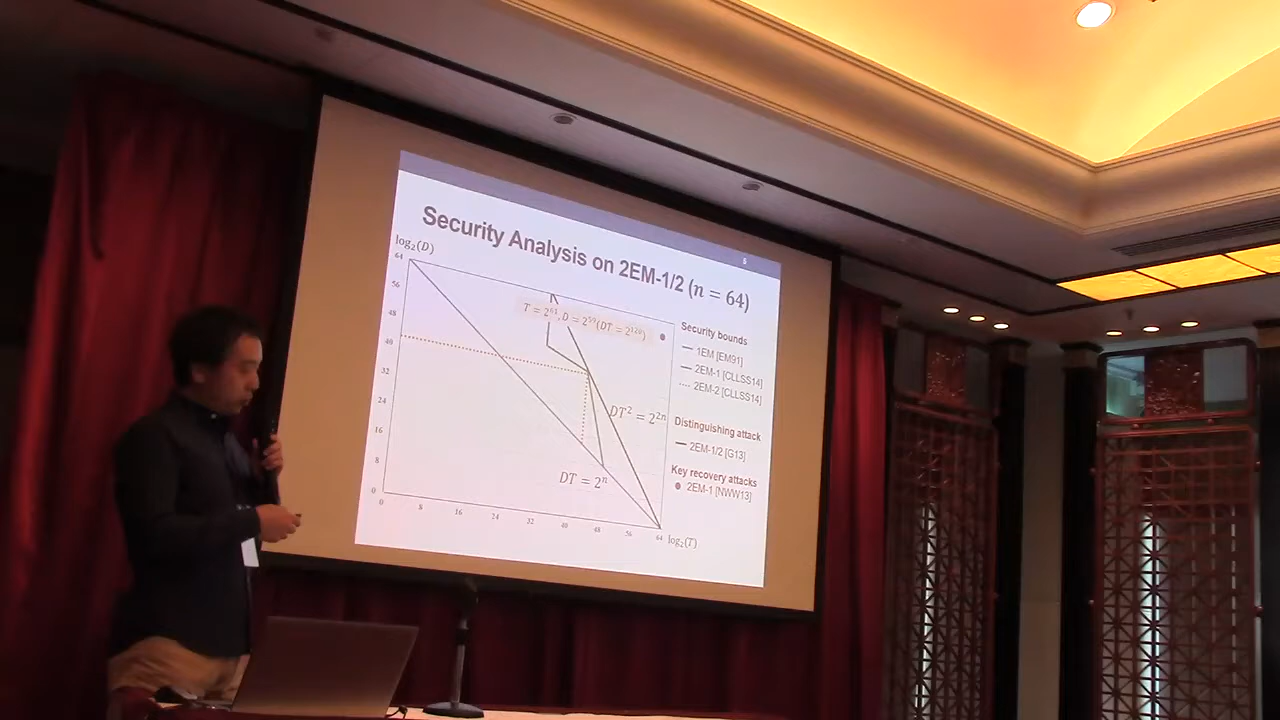 5
Security Analysis on 2EM-1/2 (n = 64)
log₂(D)
64
56
48
40
32
24
16
8
0
0
8
16
24
32
40
48
56
64
log₂(T)
T = 2⁶¹, D = 2⁵⁹(DT = 2¹²⁰)
DT² = 2²ⁿ
DT = 2ⁿ
Security bounds
1EM [EM91]
2EM-1 [CLLSS14]
2EM-2 [CLLSS14]
Distinguishing attack
2EM-1/2 [G13]
Key recovery attacks
2EM-1 [NWW13]